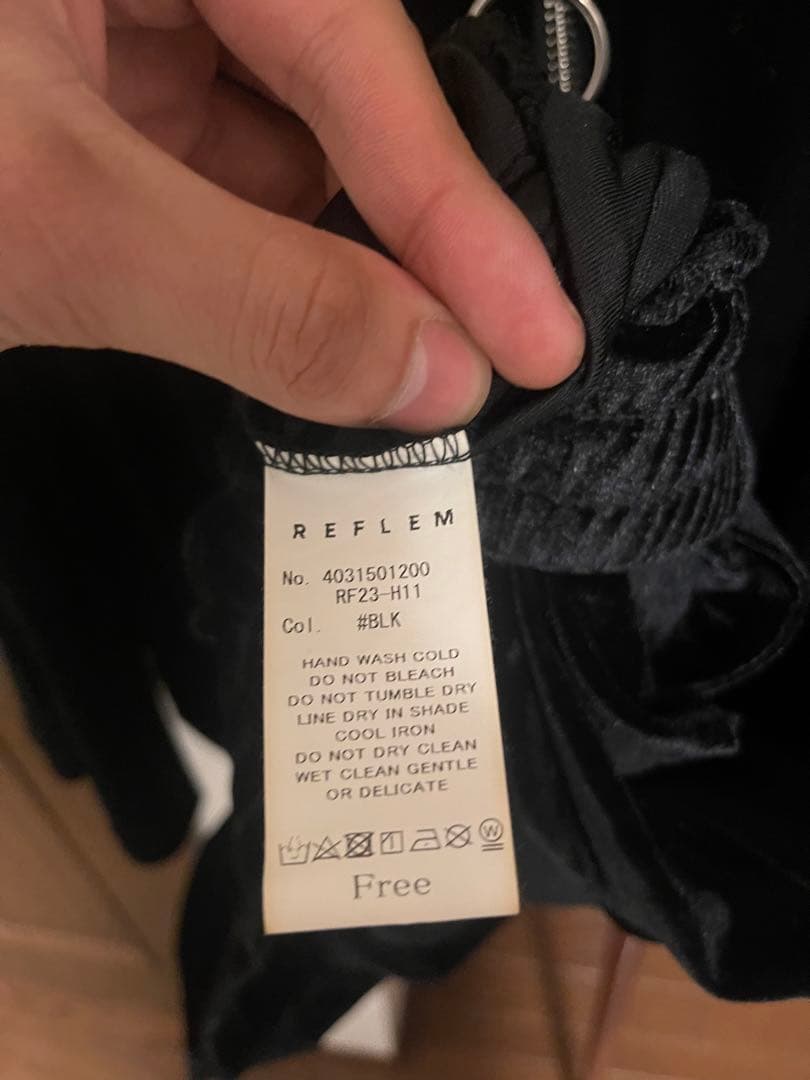 REFLEM
No. 4031501200
RF23-H11
Col. #BLK
HAND WASH COLD
DO NOT BLEACH
DO NOT TUMBLE DRY
LINE DRY IN SHADE
COOL IRON
DO NOT DRY CLEAN
WET CLEAN GENTLE
OR DELICATE
W
Free